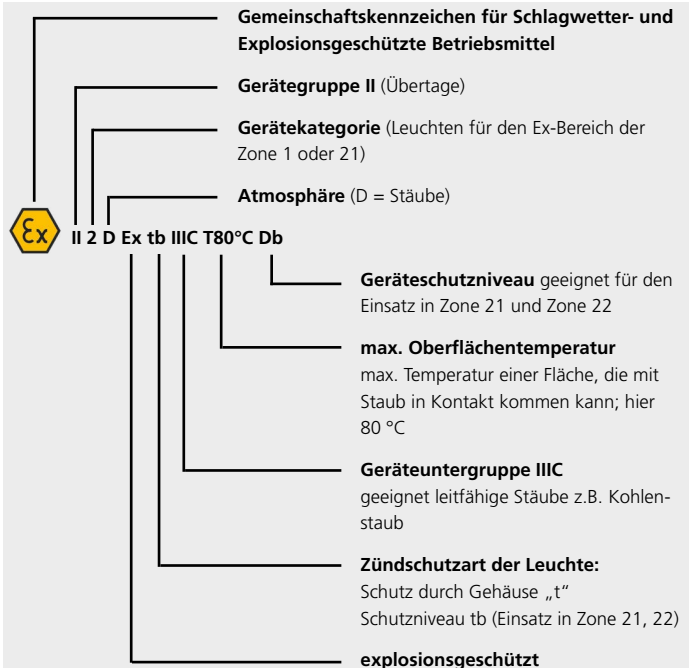 Gemeinschaftskennzeichen für Schlagwetter- und
Explosionsgeschützte Betriebsmittel
Gerätegruppe II (Übertage)
Gerätekategorie (Leuchten für den Ex-Bereich der
Zone 1 oder 21)
Atmosphäre (D = Stäube)
Ex II 2 D Ex tb IIIC T80°C Db
Geräteschutzniveau geeignet für den
Einsatz in Zone 21 und Zone 22
max. Oberflächentemperatur
max. Temperatur einer Fläche, die mit
Staub in Kontakt kommen kann; hier
80 °C
Geräteuntergruppe IIIC
geeignet leitfähige Stäube z.B. Kohlen-
staub
Zündschutzart der Leuchte:
Schutz durch Gehäuse „t“
Schutzniveau tb (Einsatz in Zone 21, 22)
explosionsgeschützt